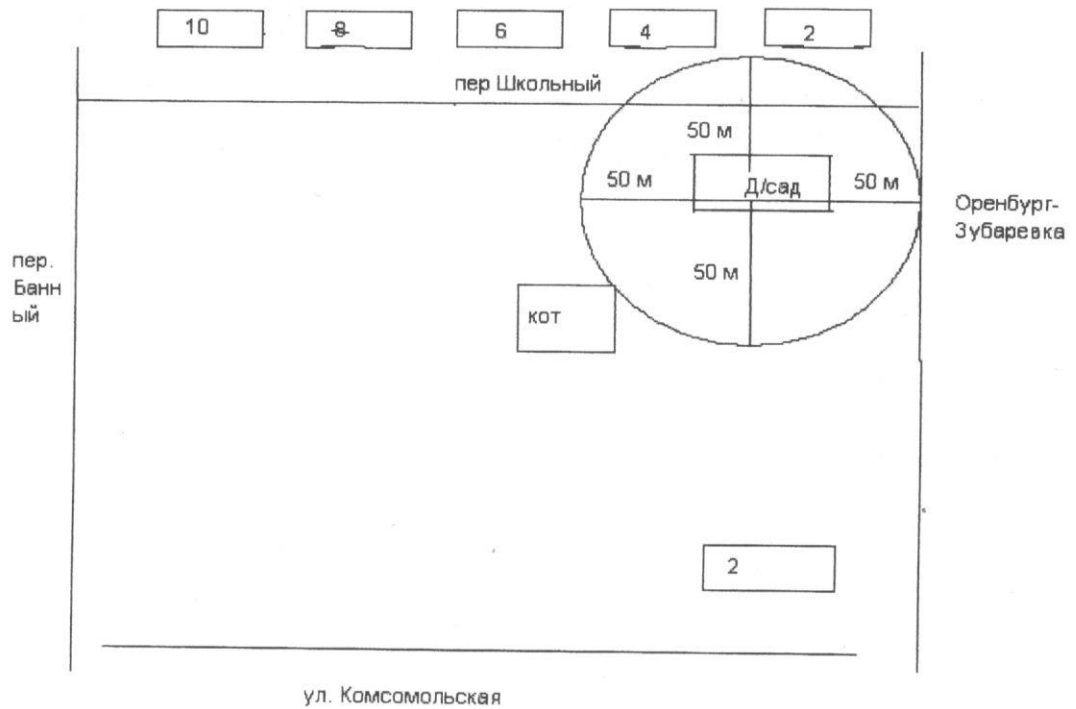 10
8
6
4
2
пер Школьный
50 м
50 м
Д/сад
50 м
Оренбург-
Зубаревка
пер.
Банн
ый
50 м
кот
2
ул. Комсомольская